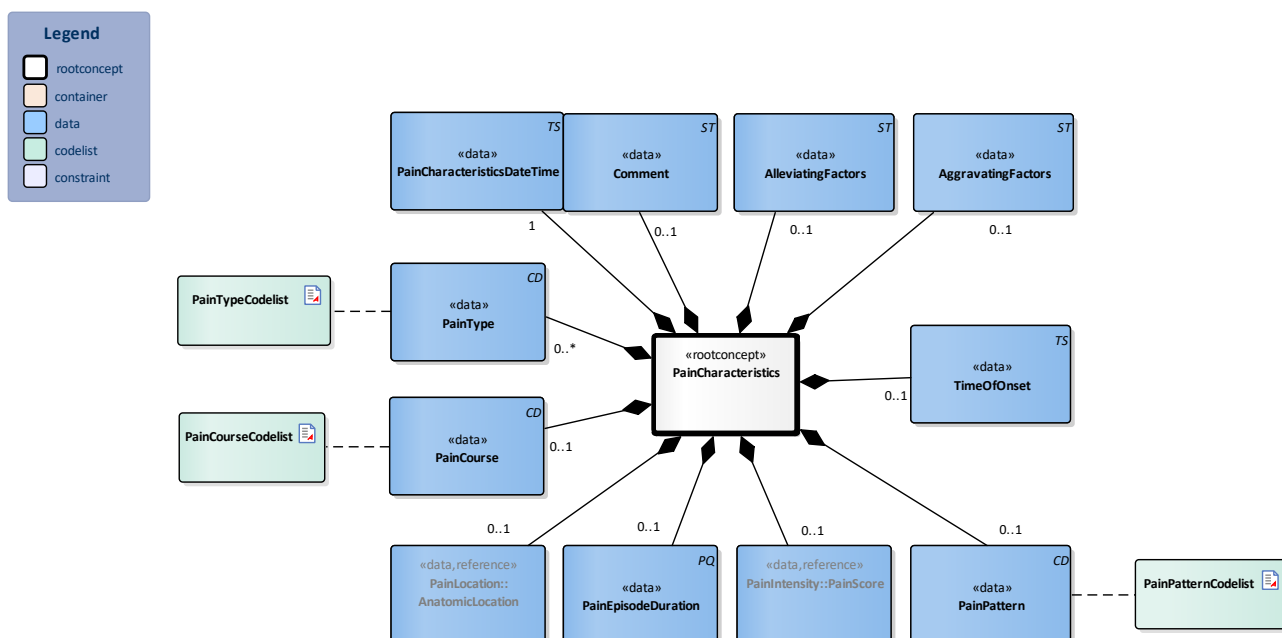 Legend
rootconcept
container
data
codelist
constraint
TS
«data»
PainCharacteristicsDateTime
ST
«data»
Comment
ST
«data»
AlleviatingFactors
ST
«data»
AggravatingFactors
1
0..1
0..1
0..1
PainTypeCodelist
CD
«data»
PainType
0..*
«rootconcept»
PainCharacteristics
TS
«data»
TimeOfOnset
0..1
PainCourseCodelist
CD
«data»
PainCourse
0..1
0..1
0..1
0..1
0..1
«data,reference»
PainLocation::
AnatomicLocation
PQ
«data»
PainEpisodeDuration
«data,reference»
PainIntensity::PainScore
CD
«data»
PainPattern
PainPatternCodelist